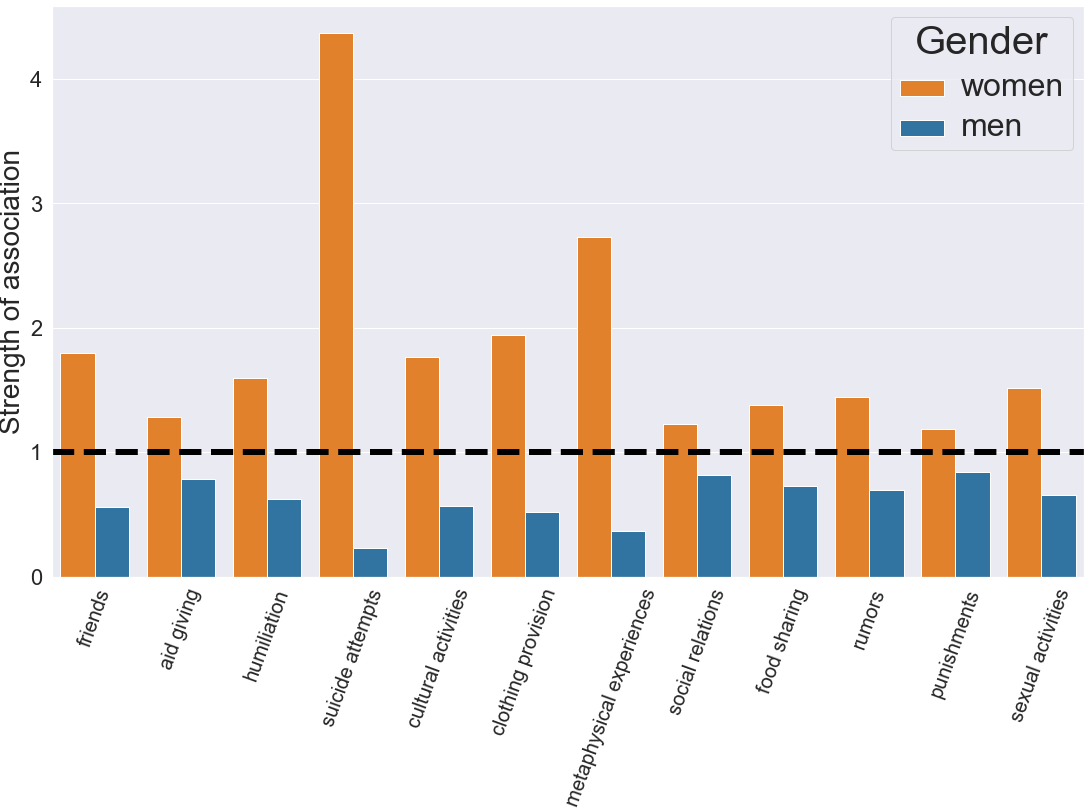 Strength of association
4
3
2
1
0
Gender
women
men
friends
aid giving
humiliation
suicide attempts
cultural activities
clothing provision
metaphysical experiences
social relations
food sharing
rumors
punishments
sexual activities